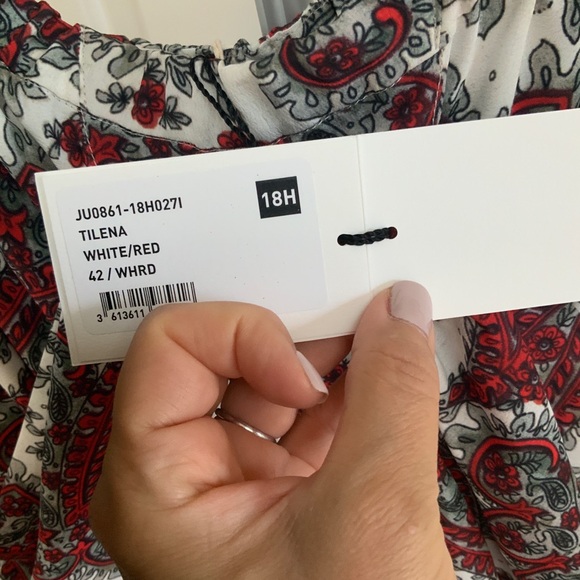 JU0861-18H027I
18H
TILENA
WHITE/RED
42 / WHRD
3 613611